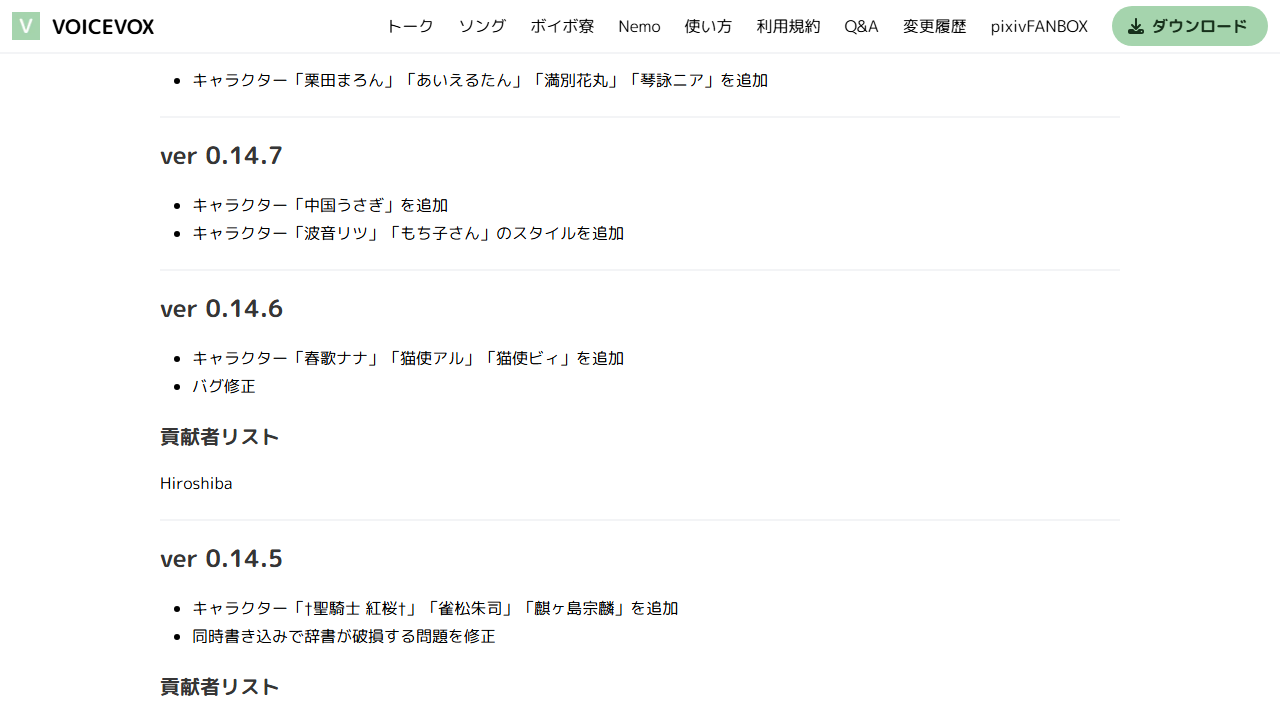 V VOICEVOX トーク ソング ボイボ寮 Nemo 使い方 利用規約 Q&A 変更履歴 pixivFANBOX ダウンロード
キャラクター「栗田まろん」「あいえるたん」「満別花丸」「琴詠ニア」を追加
ver 0.14.7
キャラクター「中国うさぎ」を追加
キャラクター「波音リツ」「もち子さん」のスタイルを追加
ver 0.14.6
キャラクター「春歌ナナ」「猫使アル」「猫使ビィ」を追加
バグ修正
貢献者リスト
Hiroshiba
ver 0.14.5
キャラクター「†聖騎士 紅桜†」「雀松朱司」「麒ヶ島宗麟」を追加
同時書き込みで辞書が破損する問題を修正
貢献者リスト